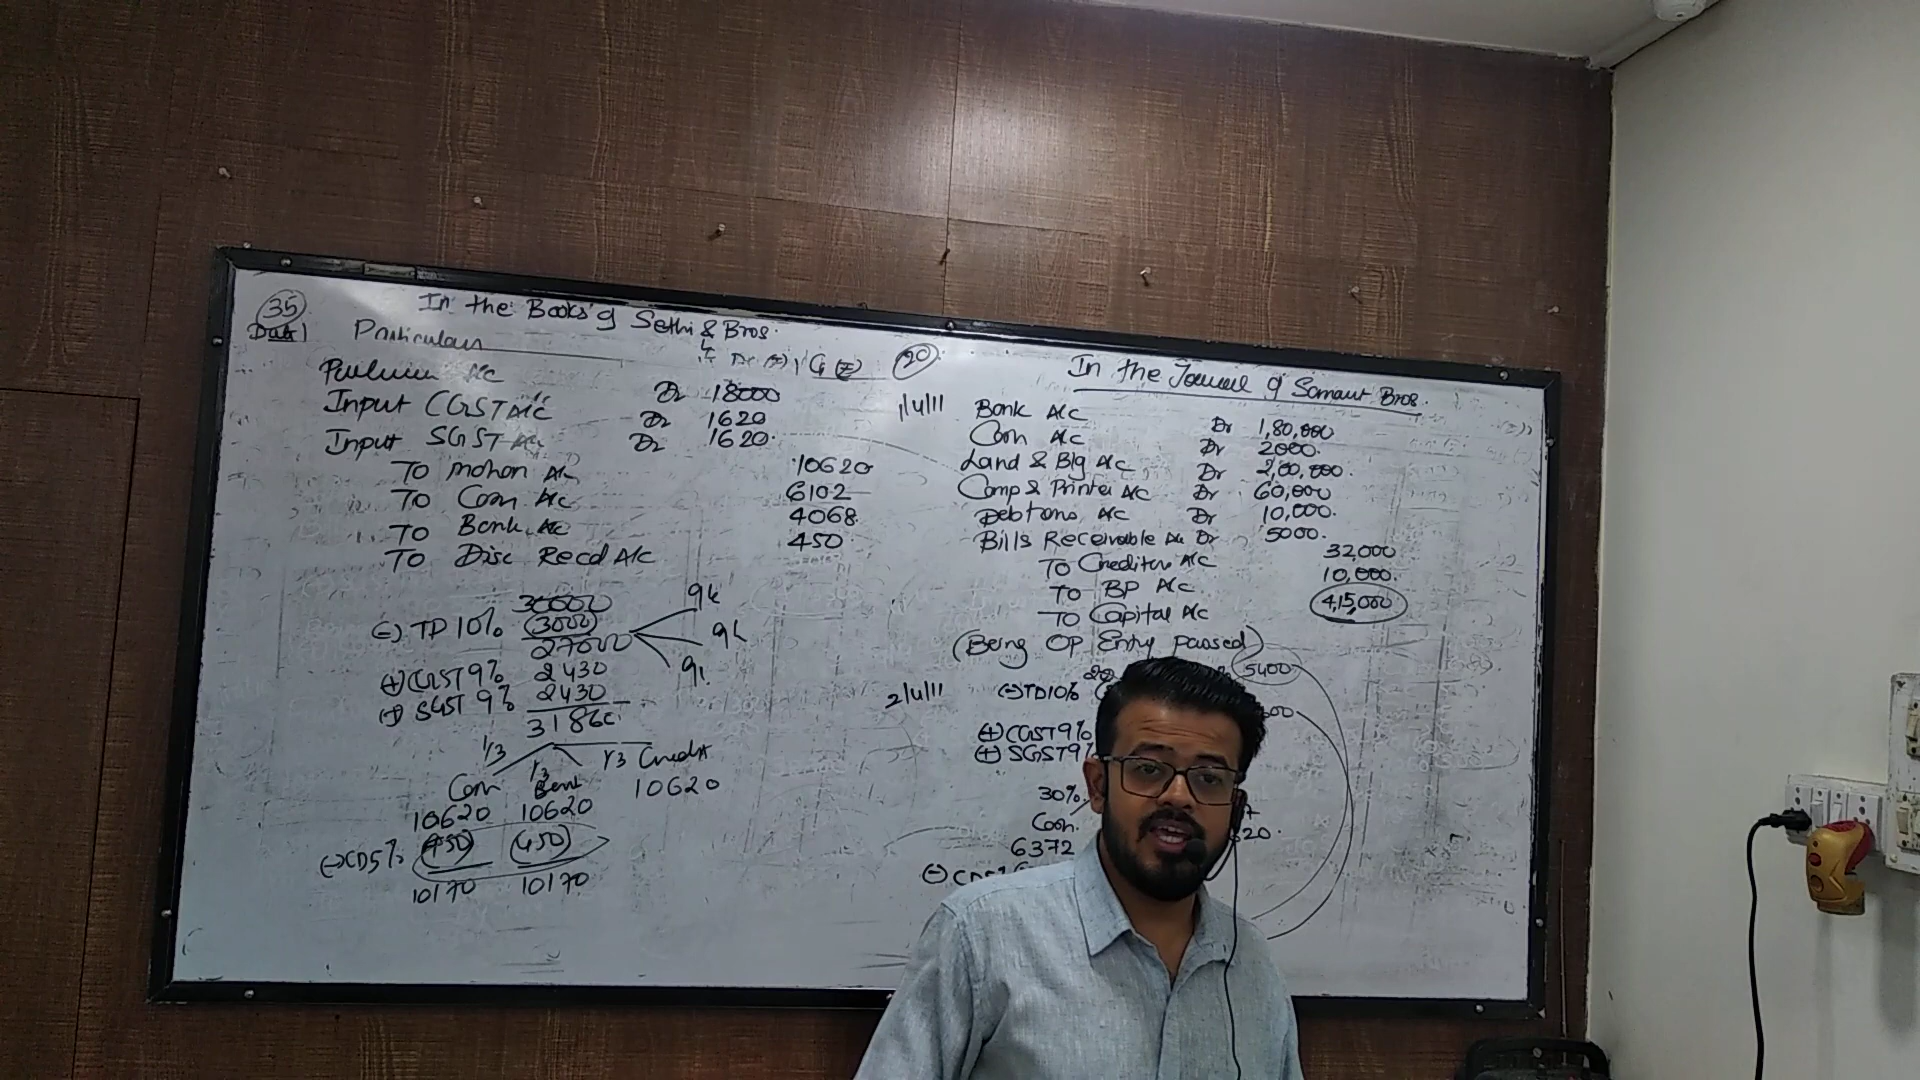 35
In the Books of Sethi & Bros.
Date Particulars Dr (₹) Cr (₹)
Purchases A/c Dr 18000
Input CGST A/c Dr 1620
Input SGST A/c Dr 1620
To Mohan A/c 10620
To Cash A/c 6102
To Bank A/c 4068
To Disc Recd A/c 450
30000
(-) TD 10% 3000
27000
9k
9k
(+) CGST 9% 2430
(+) SGST 9% 2430
31860
1/3 1/3 1/3 Credit
Cash Bank 10620
10620 10620
(-) CD 5% 450 450
10170 10170
20
In the Journal of Samant Bros.
1/4/11 Bank A/c Dr 1,80,000
Cash A/c Dr 2000
Land & Blg A/c Dr 2,00,000
Comp & Printer A/c Dr 60,000
Debtors A/c Dr 10,000
Bills Receivable A/c Dr 5000
To Creditors A/c 32,000
To BP A/c 10,000
To Capital A/c 4,15,000
(Being OP Entry passed)
5400
2/4/11 (-) TD 10%
(+) CGST 9%
(+) SGST 9%
30%
Cash
6372